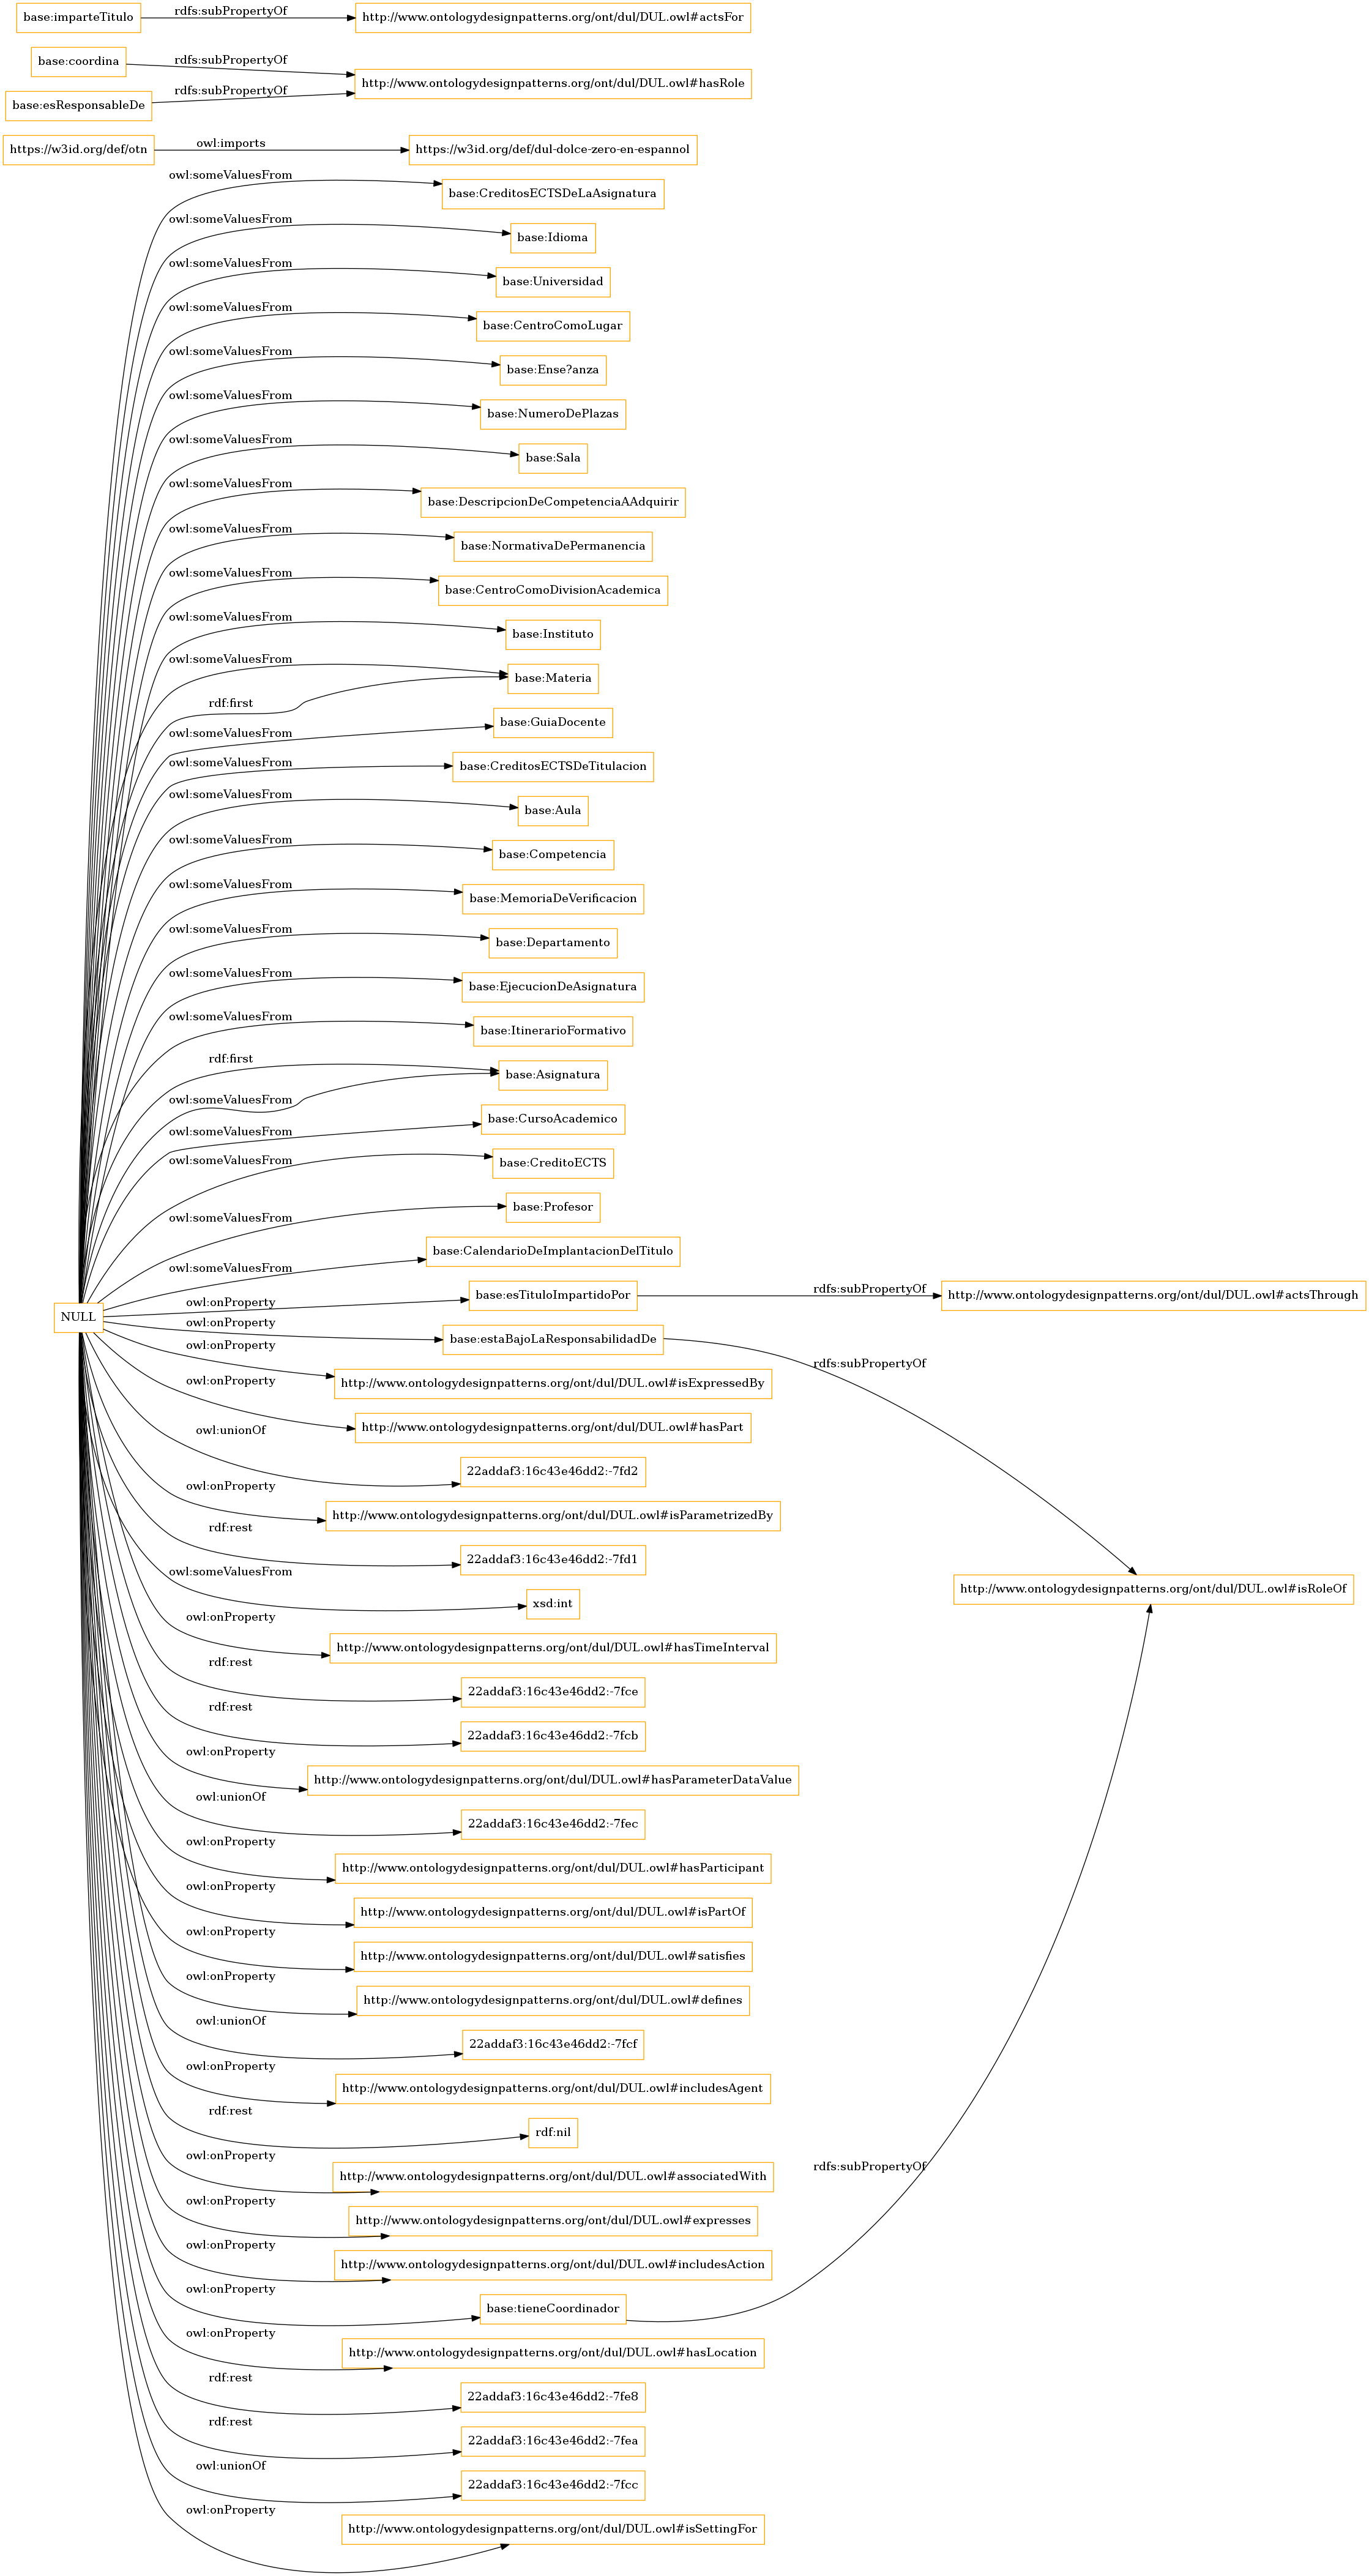 base:imparteTitulo
rdfs:subPropertyOf
http://www.ontologydesignpatterns.org/ont/dul/DUL.owl#actsFor
base:coordina
rdfs:subPropertyOf
http://www.ontologydesignpatterns.org/ont/dul/DUL.owl#hasRole
base:esResponsableDe
rdfs:subPropertyOf
https://w3id.org/def/otn
owl:imports
https://w3id.org/def/dul-dolce-zero-en-espannol
owl:someValuesFrom
base:CreditosECTSDeLaAsignatura
owl:someValuesFrom
base:Idioma
owl:someValuesFrom
base:Universidad
owl:someValuesFrom
base:CentroComoLugar
owl:someValuesFrom
base:Ense?anza
owl:someValuesFrom
base:NumeroDePlazas
owl:someValuesFrom
base:Sala
owl:someValuesFrom
base:DescripcionDeCompetenciaAAdquirir
owl:someValuesFrom
base:NormativaDePermanencia
owl:someValuesFrom
base:CentroComoDivisionAcademica
owl:someValuesFrom
base:Instituto
owl:someValuesFrom
base:Materia
rdf:first
owl:someValuesFrom
base:GuiaDocente
owl:someValuesFrom
base:CreditosECTSDeTitulacion
owl:someValuesFrom
base:Aula
owl:someValuesFrom
base:Competencia
owl:someValuesFrom
base:MemoriaDeVerificacion
owl:someValuesFrom
base:Departamento
owl:someValuesFrom
base:EjecucionDeAsignatura
owl:someValuesFrom
base:ItinerarioFormativo
rdf:first
base:Asignatura
owl:someValuesFrom
owl:someValuesFrom
base:CursoAcademico
owl:someValuesFrom
base:CreditoECTS
owl:someValuesFrom
base:Profesor
owl:someValuesFrom
base:CalendarioDeImplantacionDelTitulo
NULL
owl:onProperty
base:esTituloImpartidoPor
rdfs:subPropertyOf
http://www.ontologydesignpatterns.org/ont/dul/DUL.owl#actsThrough
owl:onProperty
base:estaBajoLaResponsabilidadDe
rdfs:subPropertyOf
owl:onProperty
http://www.ontologydesignpatterns.org/ont/dul/DUL.owl#isExpressedBy
owl:onProperty
http://www.ontologydesignpatterns.org/ont/dul/DUL.owl#hasPart
owl:unionOf
22addaf3:16c43e46dd2:-7fd2
owl:onProperty
http://www.ontologydesignpatterns.org/ont/dul/DUL.owl#isParametrizedBy
rdf:rest
22addaf3:16c43e46dd2:-7fd1
owl:someValuesFrom
xsd:int
http://www.ontologydesignpatterns.org/ont/dul/DUL.owl#isRoleOf
owl:onProperty
http://www.ontologydesignpatterns.org/ont/dul/DUL.owl#hasTimeInterval
rdf:rest
22addaf3:16c43e46dd2:-7fce
rdf:rest
22addaf3:16c43e46dd2:-7fcb
owl:onProperty
http://www.ontologydesignpatterns.org/ont/dul/DUL.owl#hasParameterDataValue
owl:unionOf
22addaf3:16c43e46dd2:-7fec
owl:onProperty
http://www.ontologydesignpatterns.org/ont/dul/DUL.owl#hasParticipant
owl:onProperty
http://www.ontologydesignpatterns.org/ont/dul/DUL.owl#isPartOf
owl:onProperty
http://www.ontologydesignpatterns.org/ont/dul/DUL.owl#satisfies
owl:onProperty
http://www.ontologydesignpatterns.org/ont/dul/DUL.owl#defines
owl:unionOf
22addaf3:16c43e46dd2:-7fcf
owl:onProperty
http://www.ontologydesignpatterns.org/ont/dul/DUL.owl#includesAgent
rdf:rest
rdf:nil
owl:onProperty
http://www.ontologydesignpatterns.org/ont/dul/DUL.owl#associatedWith
rdfs:subPropertyOf
owl:onProperty
http://www.ontologydesignpatterns.org/ont/dul/DUL.owl#expresses
owl:onProperty
http://www.ontologydesignpatterns.org/ont/dul/DUL.owl#includesAction
owl:onProperty
base:tieneCoordinador
owl:onProperty
http://www.ontologydesignpatterns.org/ont/dul/DUL.owl#hasLocation
rdf:rest
22addaf3:16c43e46dd2:-7fe8
rdf:rest
22addaf3:16c43e46dd2:-7fea
owl:unionOf
22addaf3:16c43e46dd2:-7fcc
owl:onProperty
http://www.ontologydesignpatterns.org/ont/dul/DUL.owl#isSettingFor